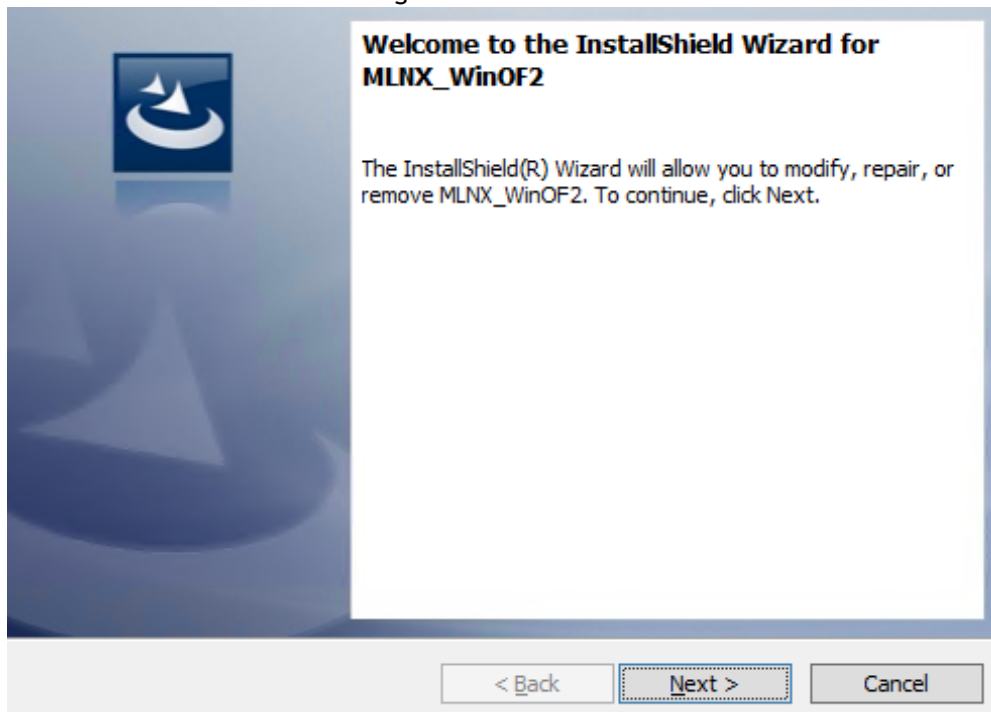 Welcome to the InstallShield Wizard for
MLNX_WinOF2
The InstallShield(R) Wizard will allow you to modify, repair, or
remove MLNX_WinOF2. To continue, click Next.
< Back
Next >
Cancel